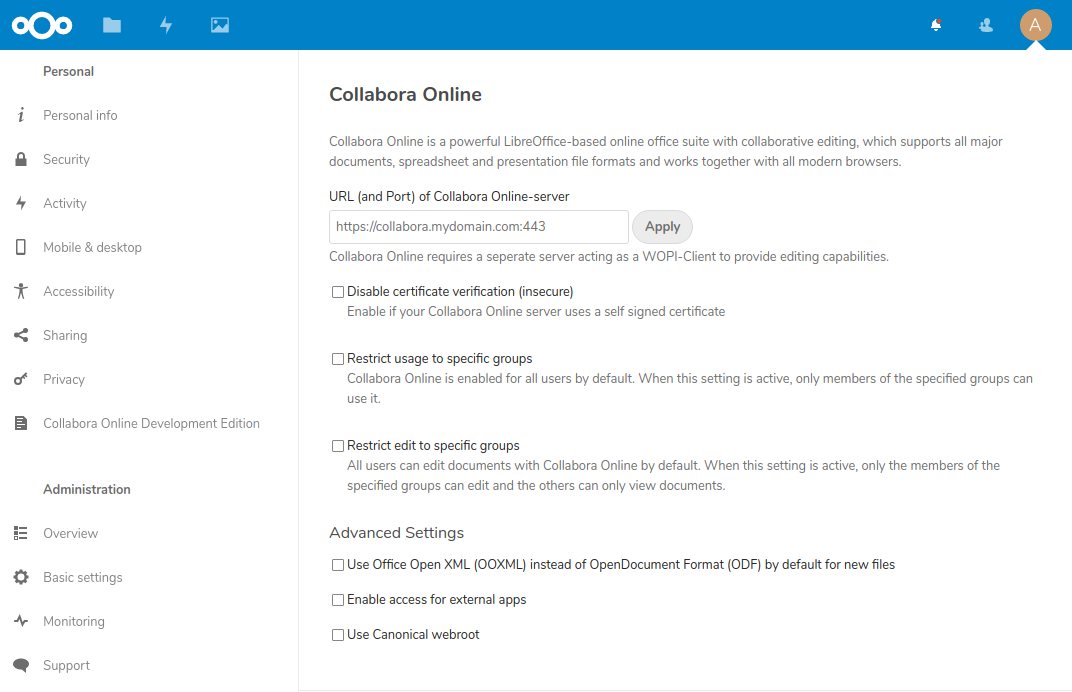 A
Personal
Personal info
Security
Activity
Mobile & desktop
Accessibility
Sharing
Privacy
Collabora Online Development Edition
Administration
Overview
Basic settings
Monitoring
Support
Collabora Online
Collabora Online is a powerful LibreOffice-based online office suite with collaborative editing, which supports all major
documents, spreadsheet and presentation file formats and works together with all modern browsers.
URL (and Port) of Collabora Online-server
https://collabora.mydomain.com:443
Apply
Collabora Online requires a seperate server acting as a WOPI-Client to provide editing capabilities.
Disable certificate verification (insecure)
Enable if your Collabora Online server uses a self signed certificate
Restrict usage to specific groups
Collabora Online is enabled for all users by default. When this setting is active, only members of the specified groups can
use it.
Restrict edit to specific groups
All users can edit documents with Collabora Online by default. When this setting is active, only the members of the
specified groups can edit and the others can only view documents.
Advanced Settings
Use Office Open XML (OOXML) instead of OpenDocument Format (ODF) by default for new files
Enable access for external apps
Use Canonical webroot